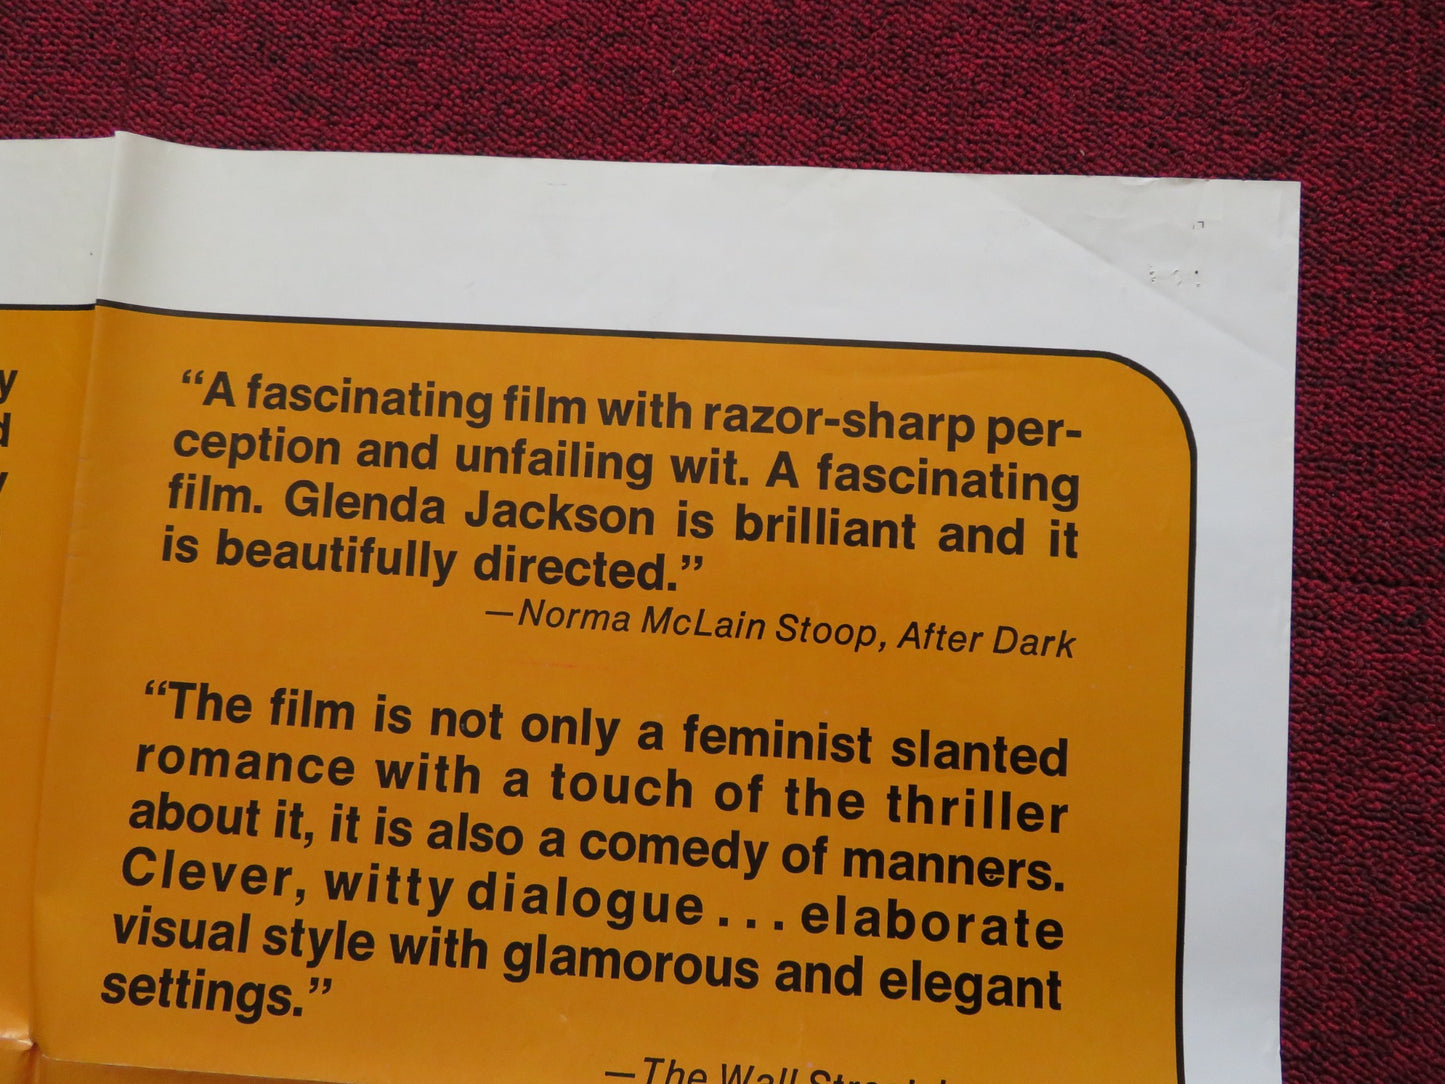 y
d
y
“A fascinating film with razor-sharp per-
ception and unfailing wit. A fascinating
film. Glenda Jackson is brilliant and it
is beautifully directed.”
—Norma McLain Stoop, After Dark
“The film is not only a feminist slanted
romance with a touch of the thriller
about it, it is also a comedy of manners.
Clever, witty dialogue . . . elaborate
visual style with glamorous and elegant
settings.”
—The Wall